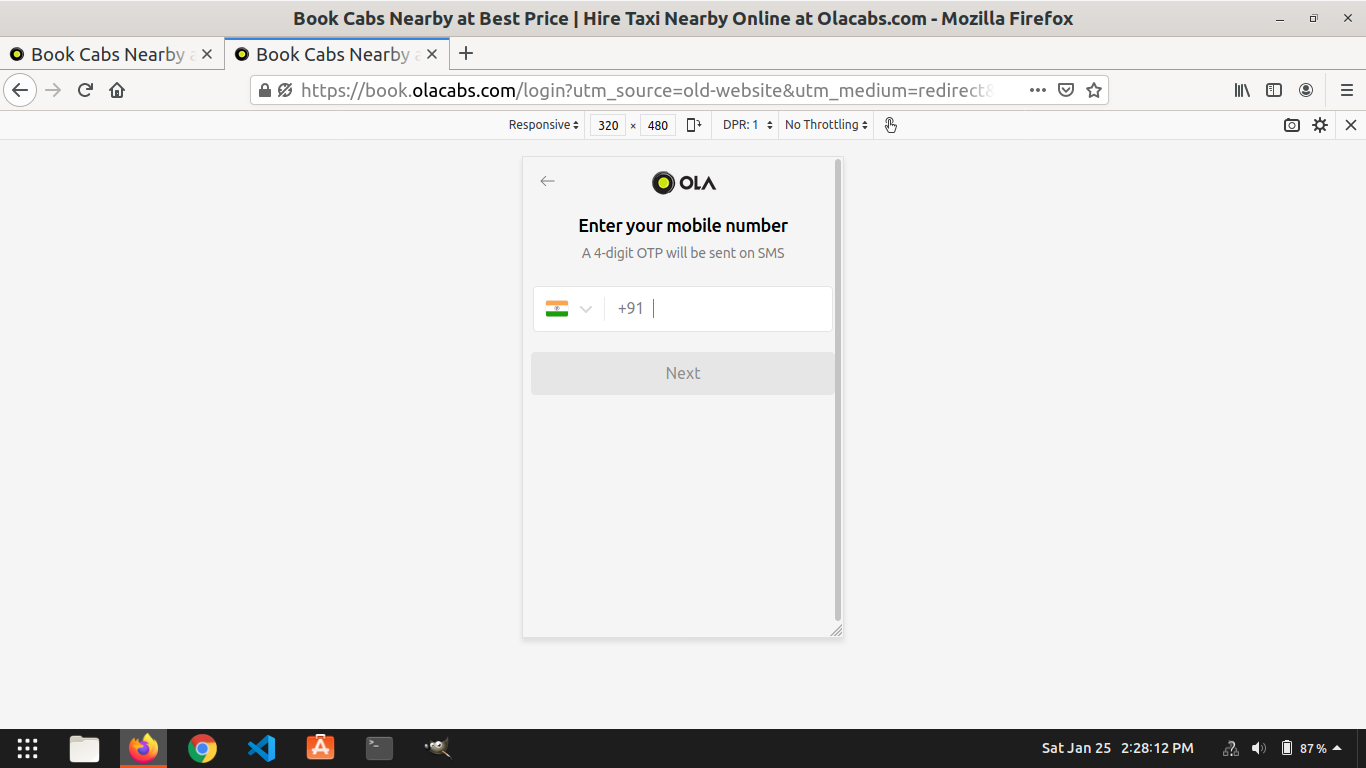 Book Cabs Nearby at Best Price | Hire Taxi Nearby Online at Olacabs.com - Mozilla Firefox
Book Cabs Nearby a
Book Cabs Nearby a
https://book.olacabs.com/login?utm_source=old-website&utm_medium=redirect&
Responsive 320 × 480 DPR: 1 No Throttling
OLA
Enter your mobile number
A 4-digit OTP will be sent on SMS
+91
Next
Sat Jan 25 2:28:12 PM 87 %